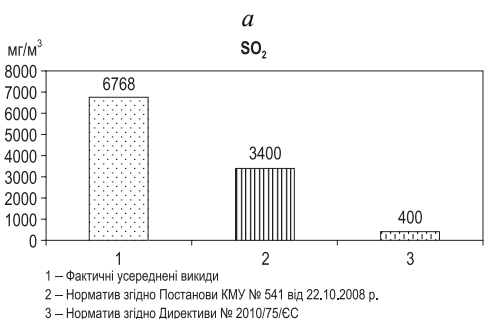 а
SO₂
мг/м³
8000
7000
6000
5000
4000
3000
2000
1000
0
6768
3400
400
1 2 3
1 – Фактичні усереднені викиди
2 – Норматив згідно Постанови КМУ № 541 від 22.10.2008 р.
3 – Норматив згідно Директиви № 2010/75/ЄС